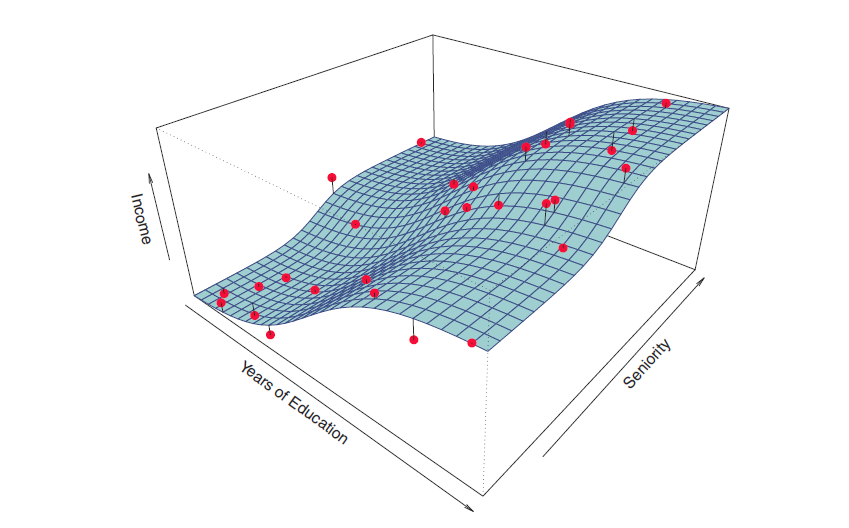 Income
Years of Education
Seniority